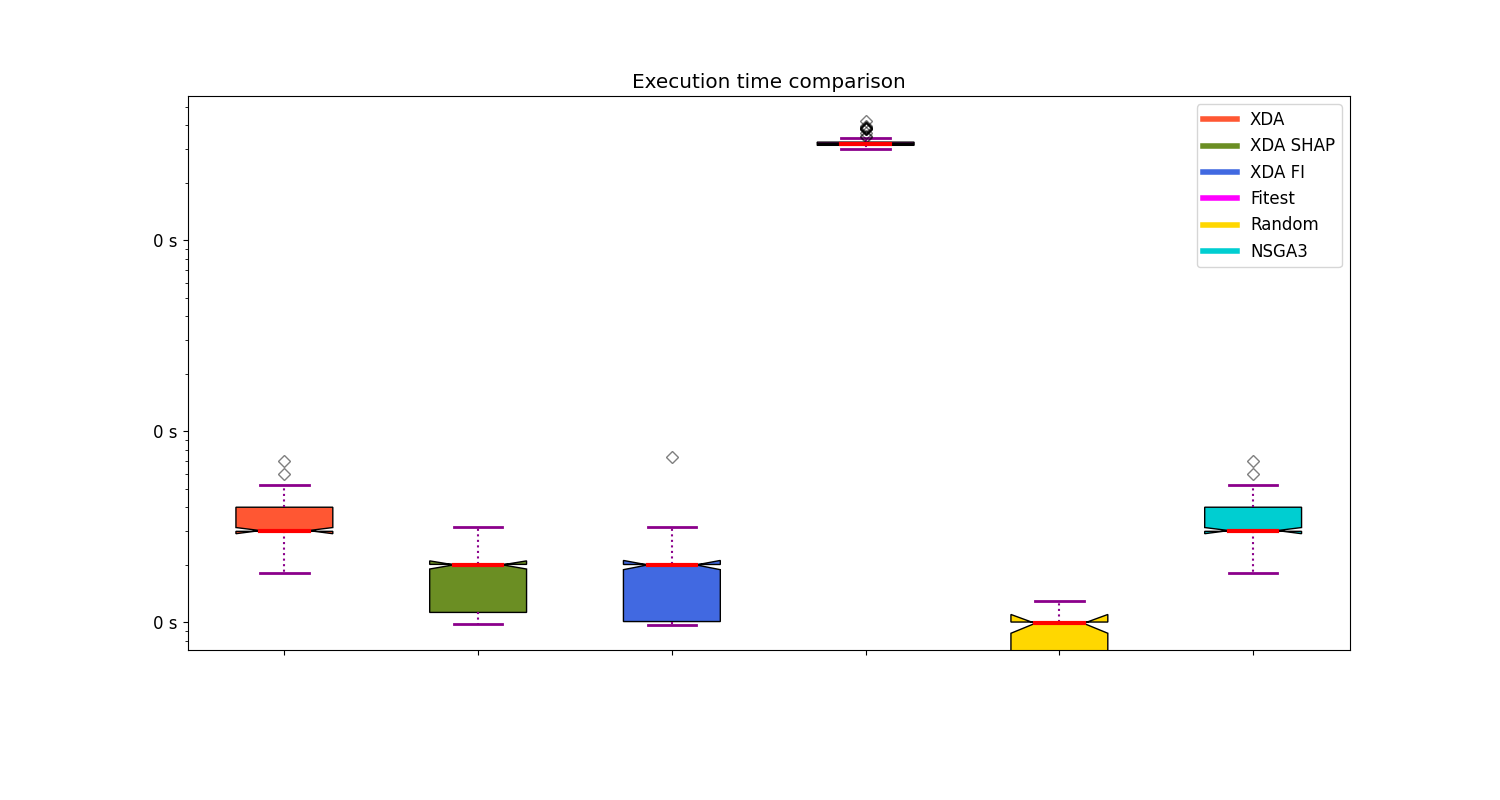 Execution time comparison
XDA
XDA SHAP
XDA FI
Fitest
Random
NSGA3
0 s
0 s
0 s